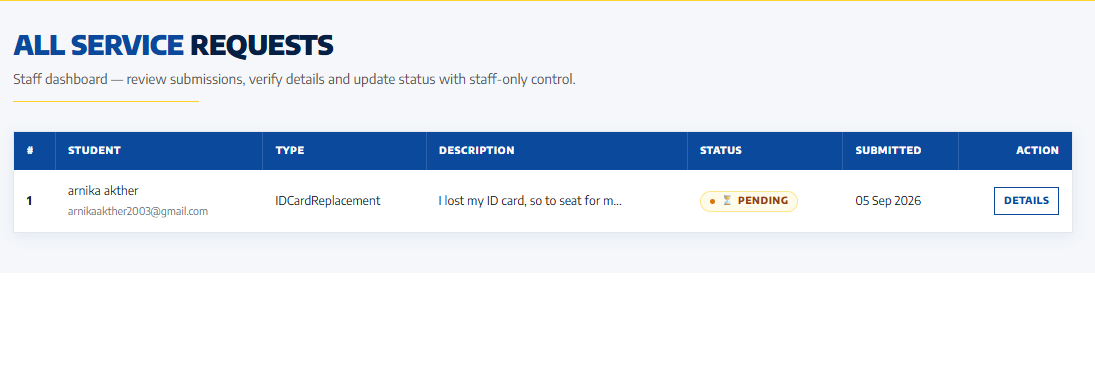 ALL SERVICE REQUESTS
Staff dashboard — review submissions, verify details and update status with staff-only control.
# STUDENT TYPE DESCRIPTION STATUS SUBMITTED ACTION
1 arnika akther IDCardReplacement I lost my ID card, so to seat for m... ⏳ PENDING 05 Sep 2026 DETAILS
arnikaakther2003@gmail.com